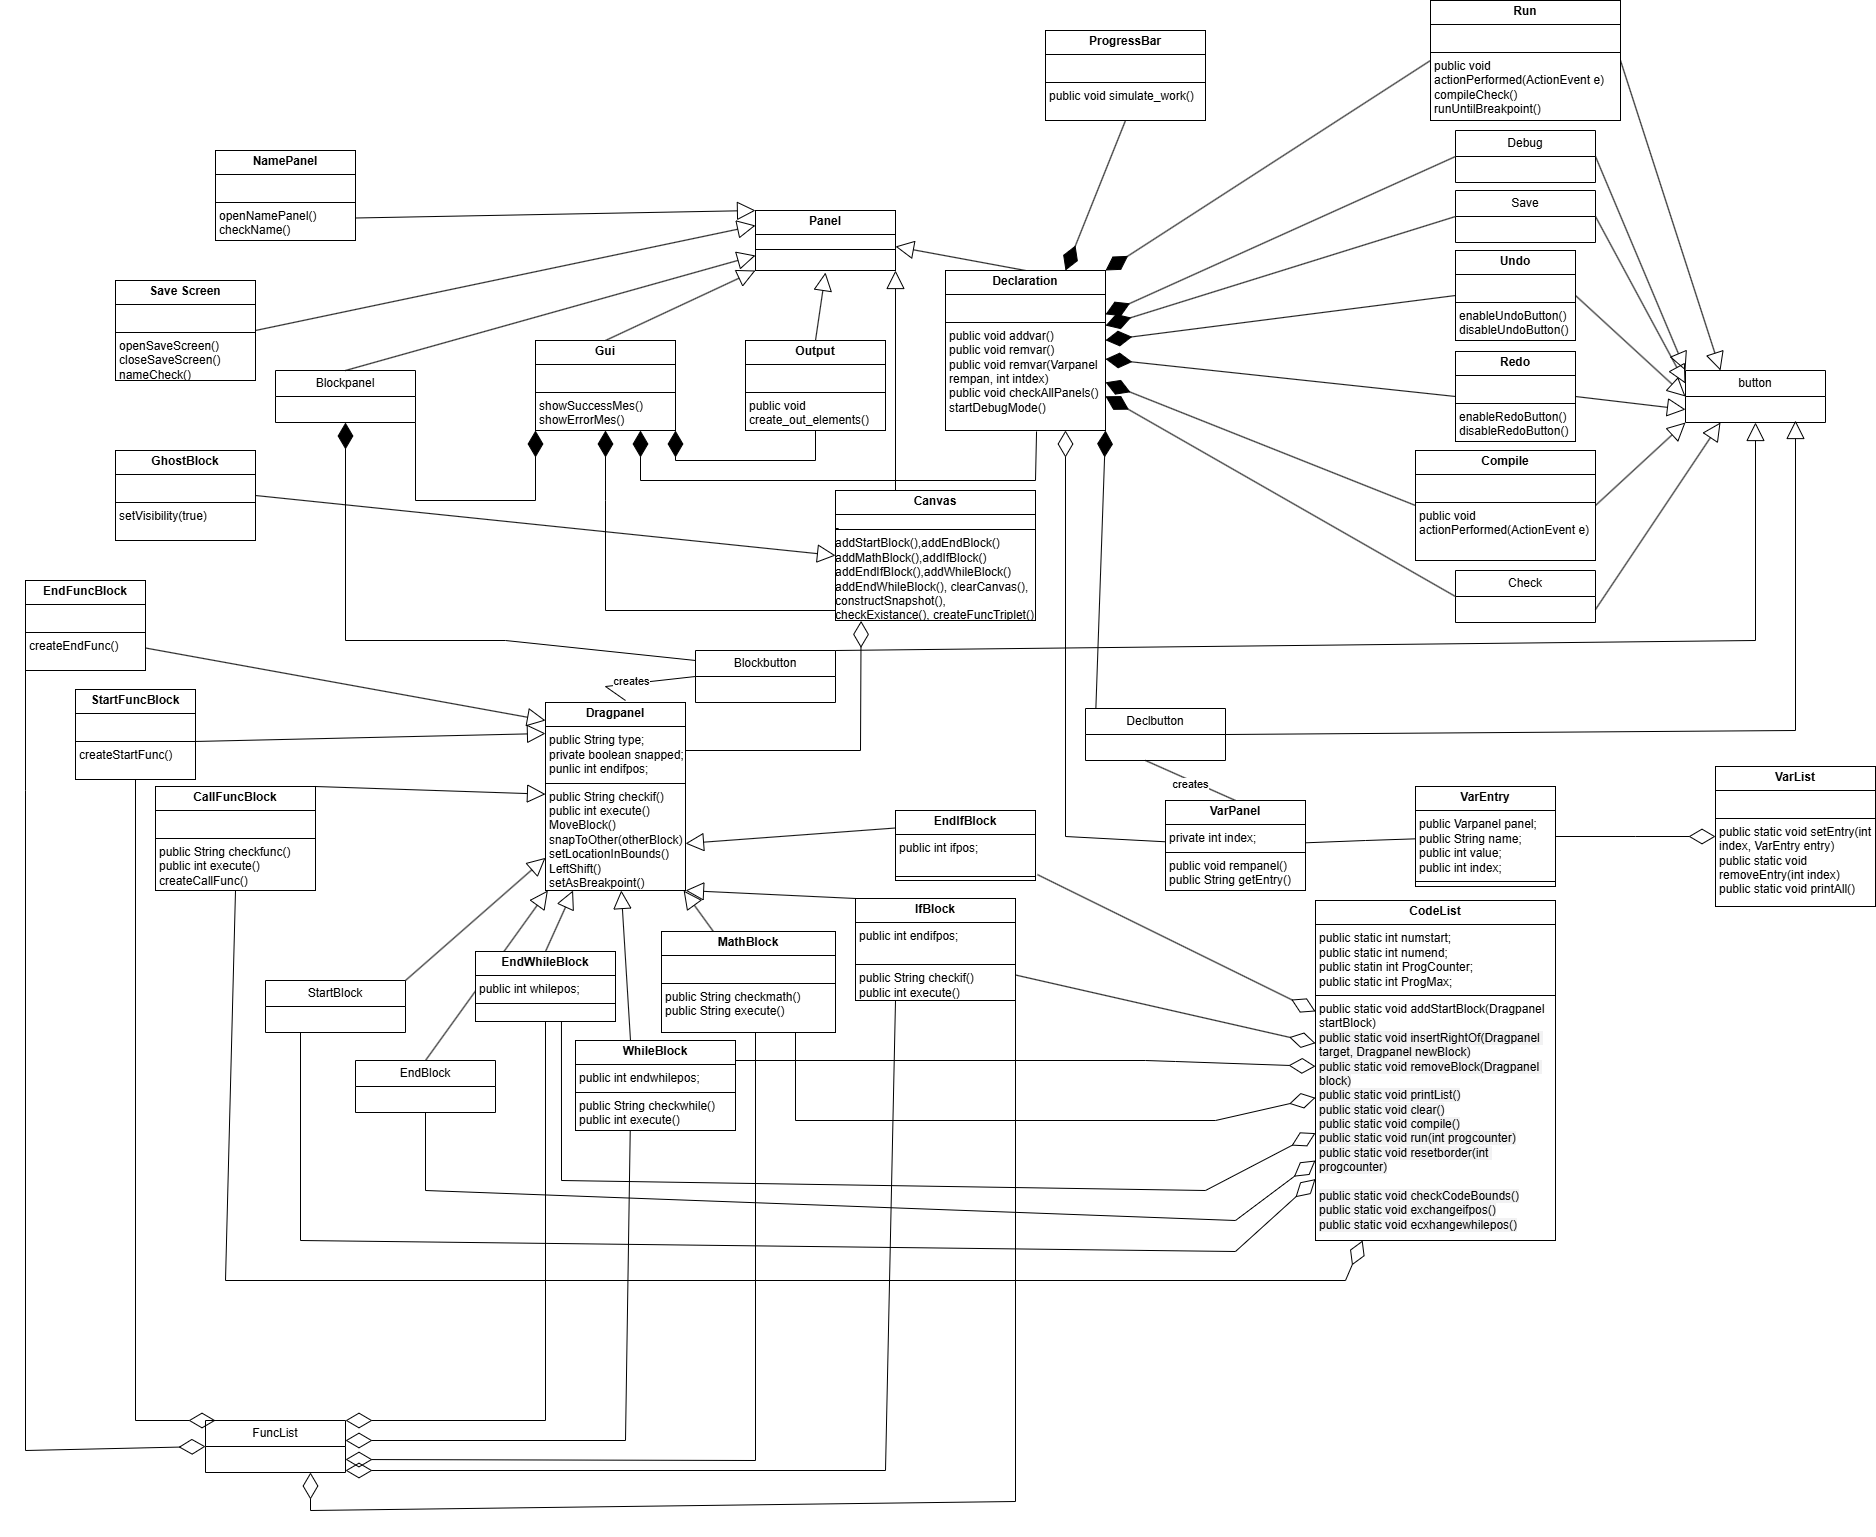 Run
public void
actionPerformed(ActionEvent e)
compileCheck()
runUntilBreakpoint()
ProgressBar
public void simulate_work()
Debug
Save
NamePanel
openNamePanel()
checkName()
Panel
Undo
enableUndoButton()
disableUndoButton()
Declaration
public void addvar()
public void remvar()
public void remvar(Varpanel
rempan, int intdex)
public void checkAllPanels()
startDebugMode()
Save Screen
openSaveScreen()
closeSaveScreen()
nameCheck()
Gui
showSuccessMes()
showErrorMes()
Output
public void
create_out_elements()
Redo
enableRedoButton()
disableRedoButton()
Blockpanel
button
GhostBlock
setVisibility(true)
Compile
public void
actionPerformed(ActionEvent e)
Canvas
addStartBlock(),addEndBlock()
addMathBlock(),addIfBlock()
addEndIfBlock(),addWhileBlock()
addEndWhileBlock(), clearCanvas(),
constructSnapshot(),
checkExistance(), createFuncTriplet()
Check
EndFuncBlock
createEndFunc()
Blockbutton
creates
StartFuncBlock
createStartFunc()
Dragpanel
public String type;
private boolean snapped;
punlic int endifpos;
public String checkif()
public int execute()
MoveBlock()
snapToOther(otherBlock)
setLocationInBounds()
LeftShift()
setAsBreakpoint()
Declbutton
creates
CallFuncBlock
public String checkfunc()
public int execute()
createCallFunc()
EndIfBlock
public int ifpos;
VarPanel
private int index;
public void rempanel()
public String getEntry()
VarEntry
public Varpanel panel;
public String name;
public int value;
public int index;
VarList
public static void setEntry(int
index, VarEntry entry)
public static void
removeEntry(int index)
public static void printAll()
IfBlock
public int endifpos;
public String checkif()
public int execute()
CodeList
public static int numstart;
public static int numend;
public statin int ProgCounter;
public static int ProgMax;
public static void addStartBlock(Dragpanel
startBlock)
public static void insertRightOf(Dragpanel
target, Dragpanel newBlock)
public static void removeBlock(Dragpanel
block)
public static void printList()
public static void clear()
public static void compile()
public static void run(int progcounter)
public static void resetborder(int
progcounter)
public static void checkCodeBounds()
public static void exchangeifpos()
public static void ecxhangewhilepos()
MathBlock
public String checkmath()
public String execute()
EndWhileBlock
public int whilepos;
StartBlock
WhileBlock
public int endwhilepos;
public String checkwhile()
public int execute()
EndBlock
FuncList